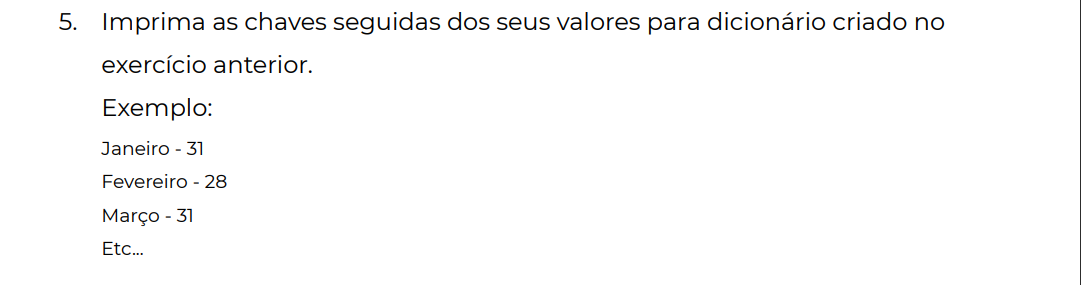 5. Imprima as chaves seguidas dos seus valores para dicionário criado no
exercício anterior.
Exemplo:
Janeiro - 31
Fevereiro - 28
Março - 31
Etc...